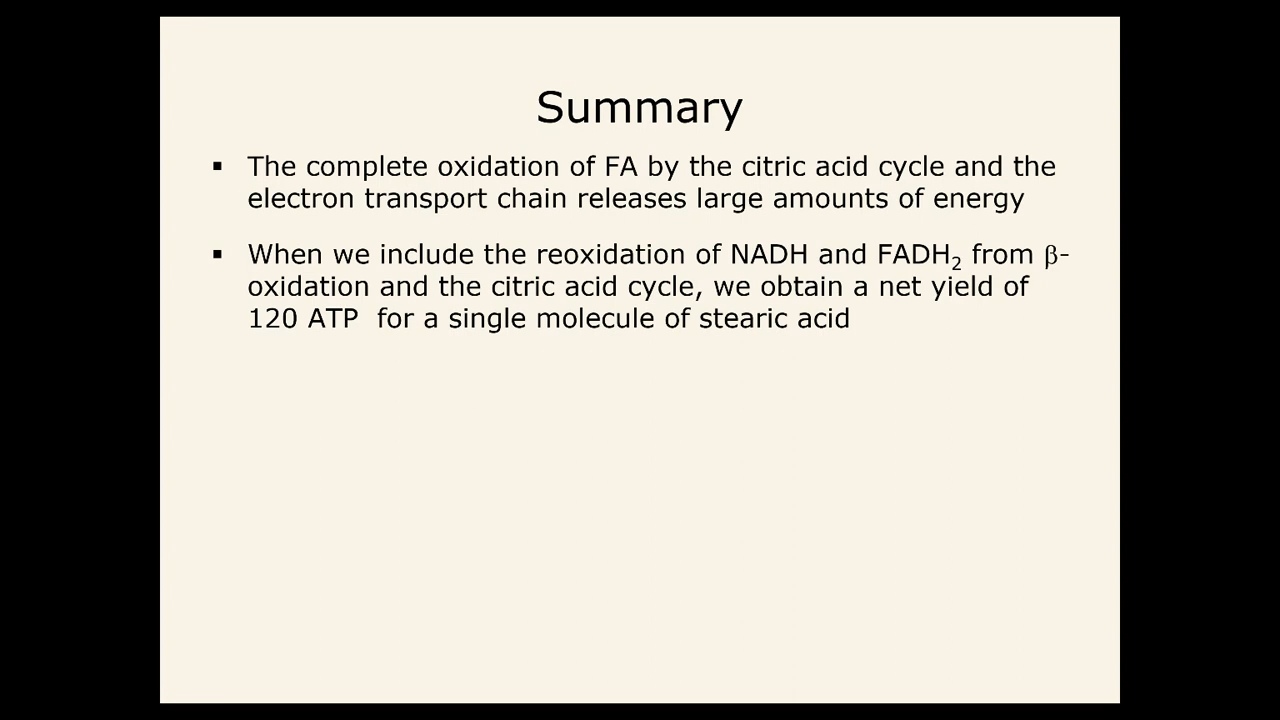 Summary
▪ The complete oxidation of FA by the citric acid cycle and the
electron transport chain releases large amounts of energy
▪ When we include the reoxidation of NADH and FADH₂ from β-
oxidation and the citric acid cycle, we obtain a net yield of
120 ATP  for a single molecule of stearic acid